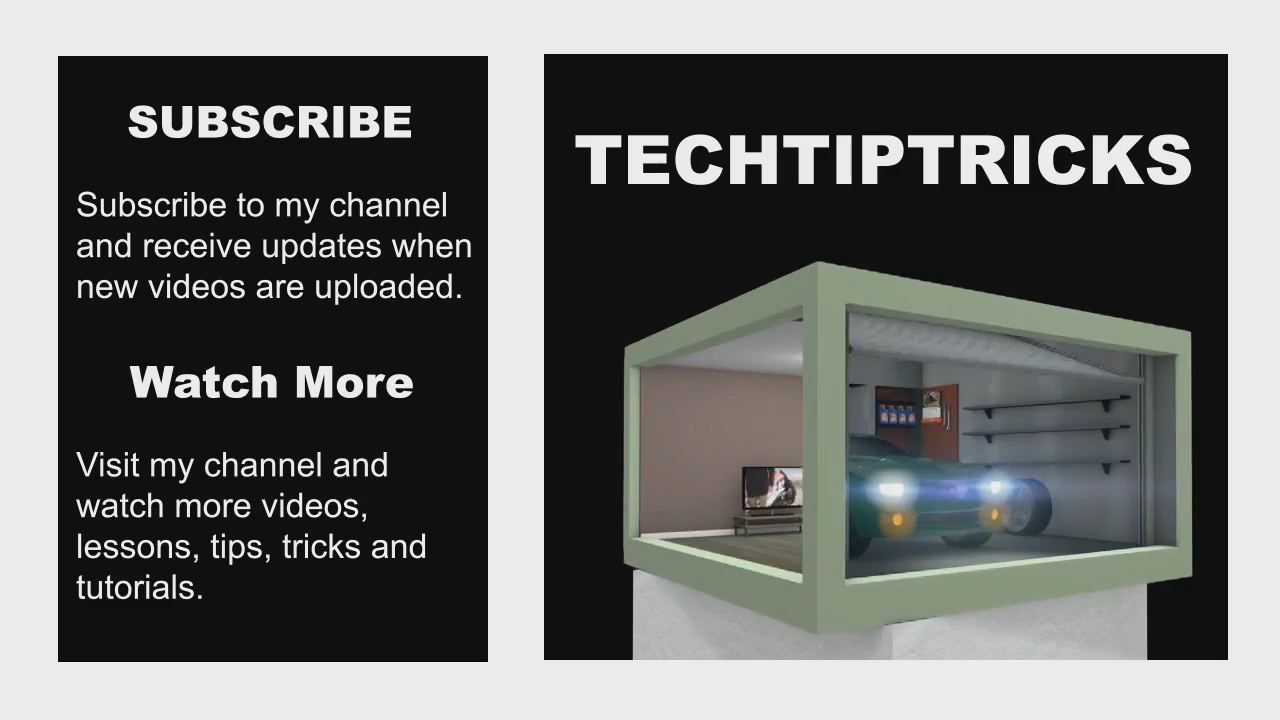 SUBSCRIBE
Subscribe to my channel
and receive updates when
new videos are uploaded.
Watch More
Visit my channel and
watch more videos,
lessons, tips, tricks and
tutorials.
TECHTIPTRICKS